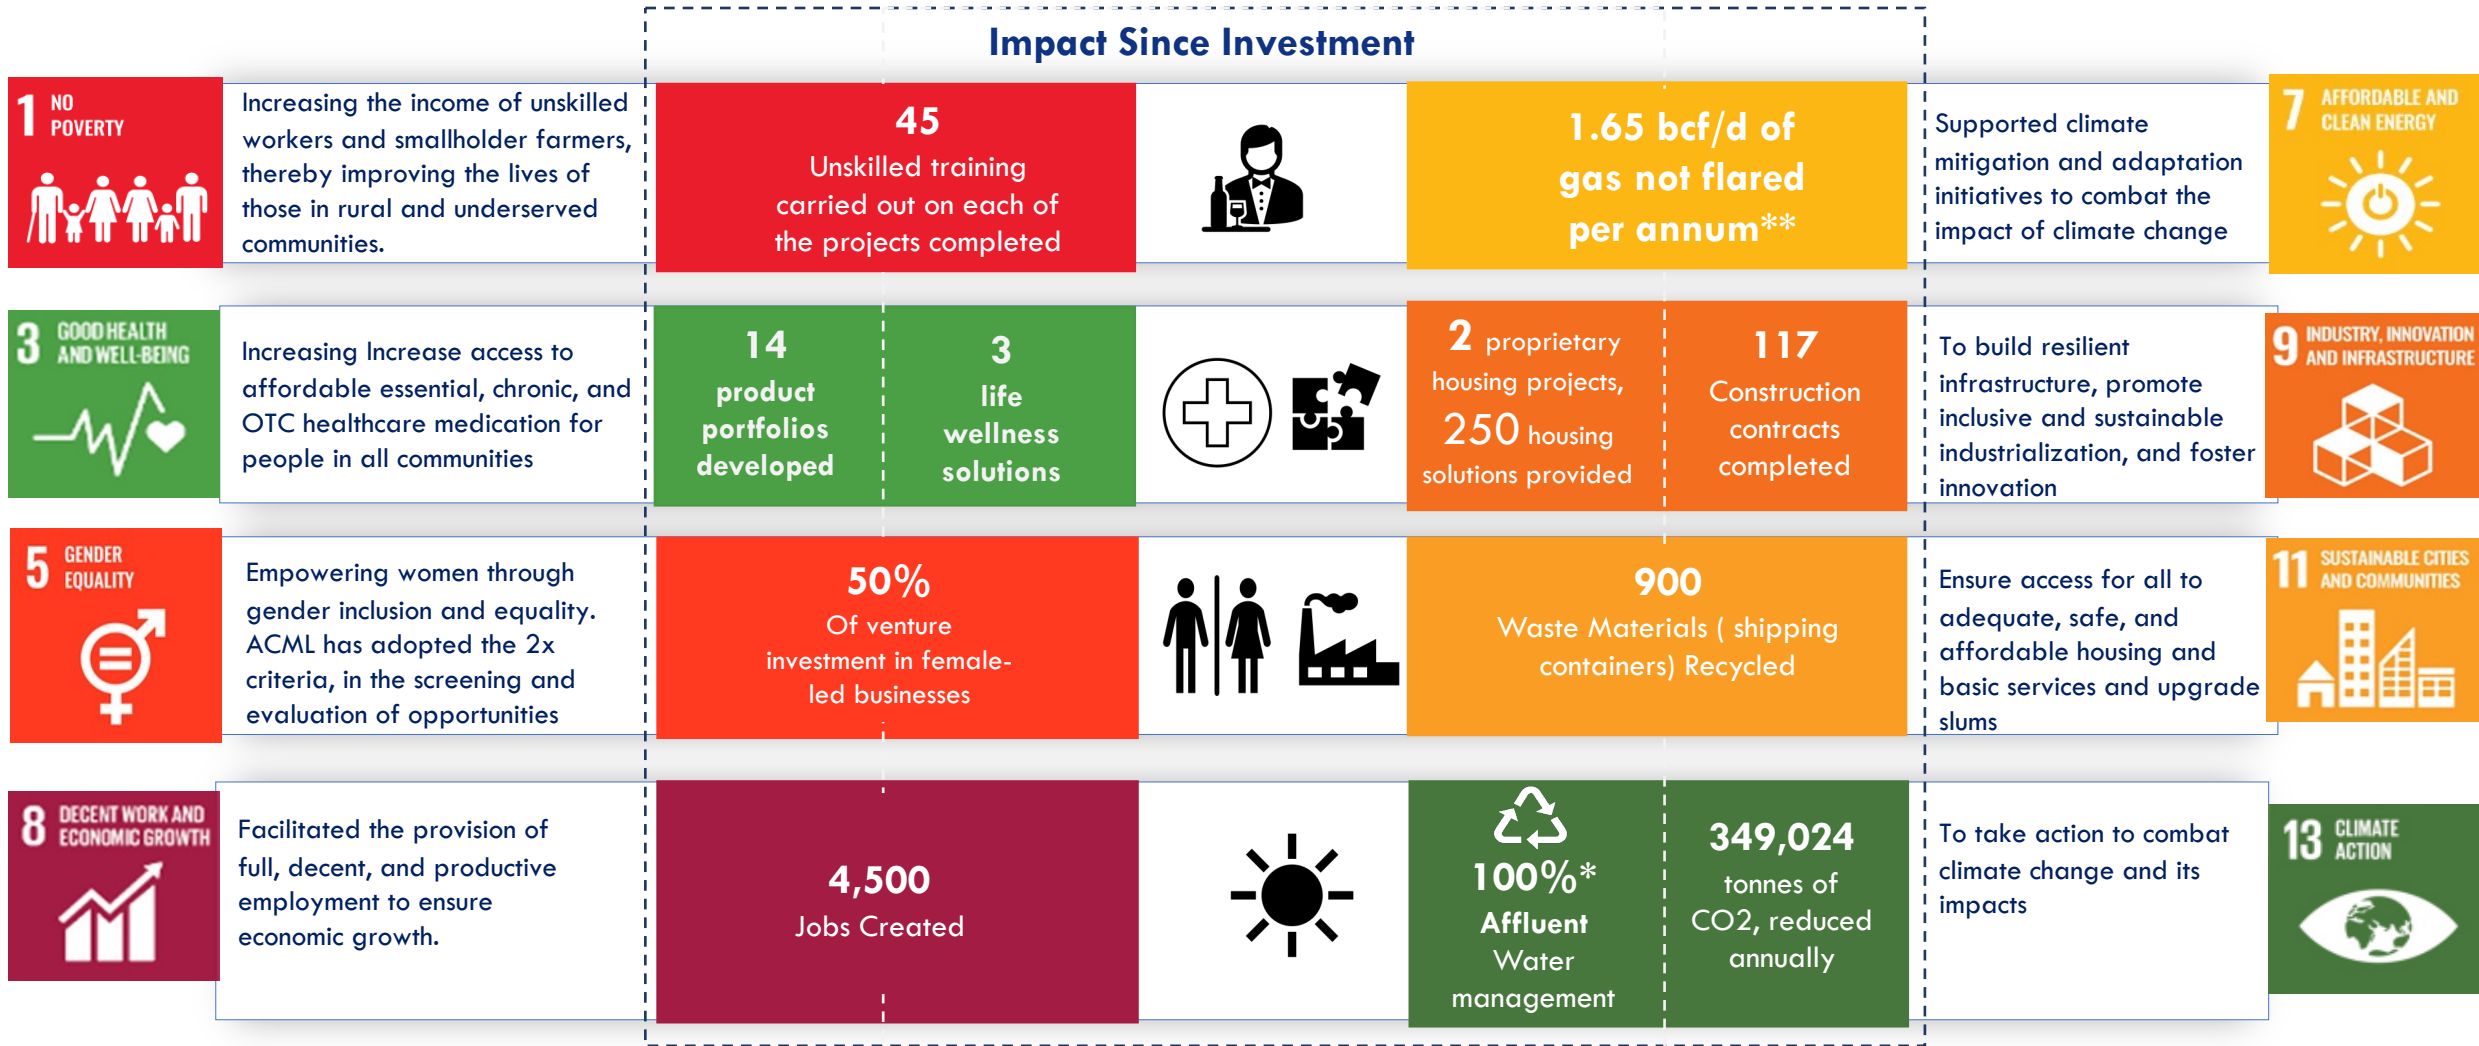 Impact Since Investment
1 NO
POVERTY
Increasing the income of unskilled
workers and smallholder farmers,
thereby improving the lives of
those in rural and underserved
communities.
45
Unskilled training
carried out on each of
the projects completed
1.65 bcf/d of
gas not flared
per annum**
Supported climate
mitigation and adaptation
initiatives to combat the
impact of climate change
7 AFFORDABLE AND
CLEAN ENERGY
3 GOOD HEALTH
AND WELL-BEING
Increasing Increase access to
affordable essential, chronic, and
OTC healthcare medication for
people in all communities
14
product
portfolios
developed
3
life
wellness
solutions
2 proprietary
housing projects,
250 housing
solutions provided
117
Construction
contracts
completed
To build resilient
infrastructure, promote
inclusive and sustainable
industrialization, and foster
innovation
9 INDUSTRY, INNOVATION
AND INFRASTRUCTURE
5 GENDER
EQUALITY
Empowering women through
gender inclusion and equality.
ACML has adopted the 2x
criteria, in the screening and
evaluation of opportunities
50%
Of venture
investment in female-
led businesses
900
Waste Materials ( shipping
containers) Recycled
Ensure access for all to
adequate, safe, and
affordable housing and
basic services and upgrade
slums
11 SUSTAINABLE CITIES
AND COMMUNITIES
8 DECENT WORK AND
ECONOMIC GROWTH
Facilitated the provision of
full, decent, and productive
employment to ensure
economic growth.
4,500
Jobs Created
100%*
Affluent
Water
management
349,024
tonnes of
CO2, reduced
annually
To take action to combat
climate change and its
impacts
13 CLIMATE
ACTION